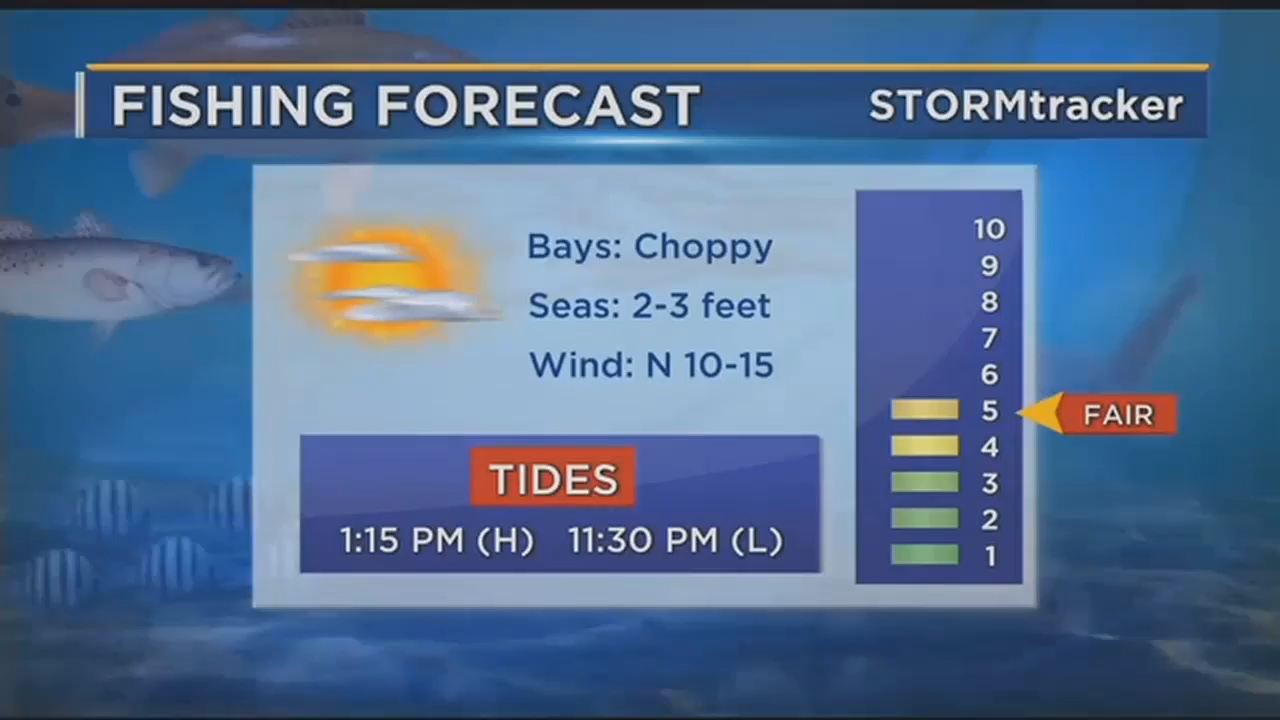 FISHING FORECAST
STORMtracker
Bays: Choppy
Seas: 2-3 feet
Wind: N 10-15
TIDES
1:15 PM (H) 11:30 PM (L)
10
9
8
7
6
5 FAIR
4
3
2
1